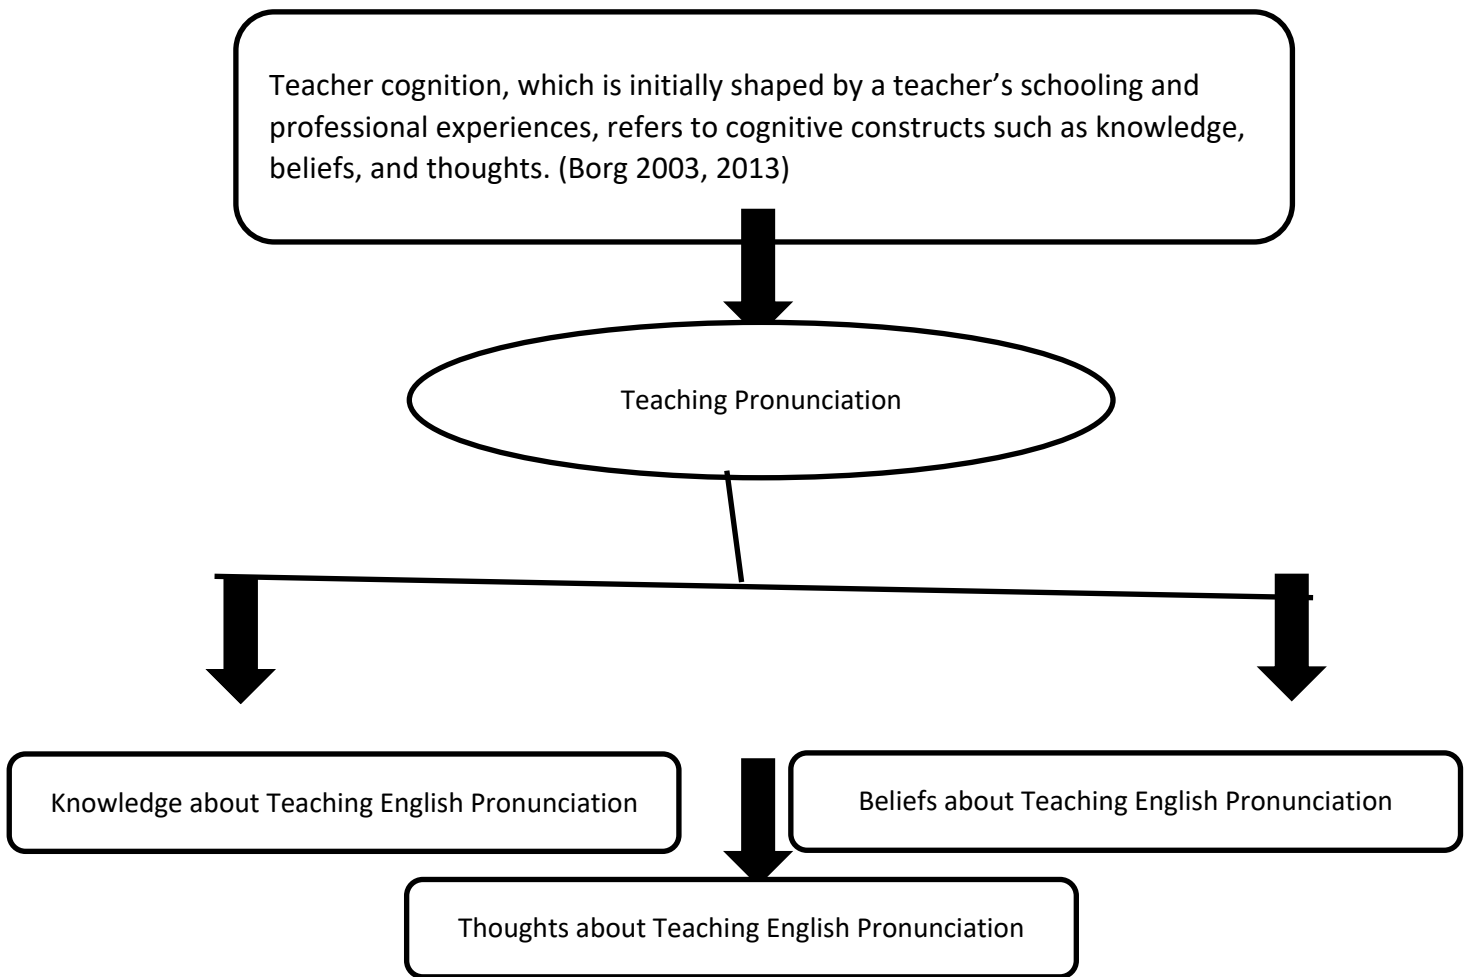 Teacher cognition, which is initially shaped by a teacher’s schooling and
professional experiences, refers to cognitive constructs such as knowledge,
beliefs, and thoughts. (Borg 2003, 2013)
Teaching Pronunciation
Knowledge about Teaching English Pronunciation
Beliefs about Teaching English Pronunciation
Thoughts about Teaching English Pronunciation